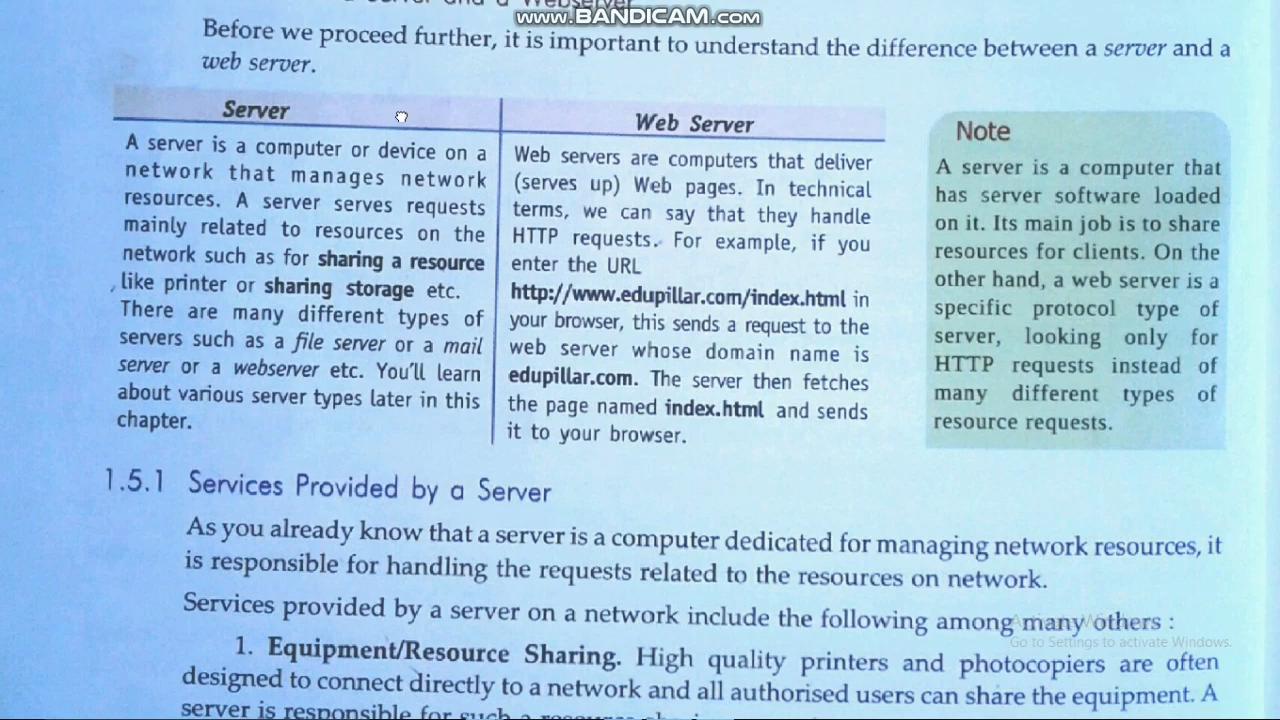 www.BANDICAM.com
Before we proceed further, it is important to understand the difference between a server and a
web server.
Server
A server is a computer or device on a
network that manages network
resources. A server serves requests
mainly related to resources on the
network such as for sharing a resource
like printer or sharing storage etc.
There are many different types of
servers such as a file server or a mail
server or a webserver etc. You'll learn
about various server types later in this
chapter.
Web Server
Web servers are computers that deliver
(serves up) Web pages. In technical
terms, we can say that they handle
HTTP requests. For example, if you
enter the URL
http://www.edupillar.com/index.html in
your browser, this sends a request to the
web server whose domain name is
edupillar.com. The server then fetches
the page named index.html and sends
it to your browser.
Note
A server is a computer that
has server software loaded
on it. Its main job is to share
resources for clients. On the
other hand, a web server is a
specific protocol type of
server, looking only for
HTTP requests instead of
many different types of
resource requests.
1.5.1 Services Provided by a Server
As you already know that a server is a computer dedicated for managing network resources, it
is responsible for handling the requests related to the resources on network.
Services provided by a server on a network include the following among many others :
Activate Windows
Go to Settings to activate Windows.
1. Equipment/Resource Sharing. High quality printers and photocopiers are often
designed to connect directly to a network and all authorised users can share the equipment. A
server is responsible for such a